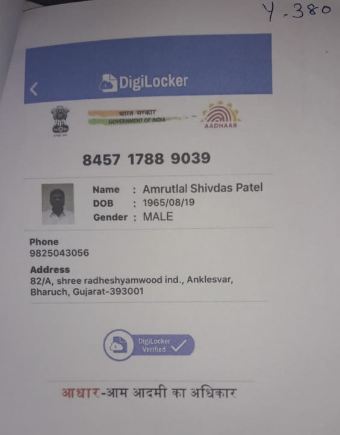 Y-380
DigiLocker
भारत सरकार
GOVERNMENT OF INDIA
AADHAAR
8457 1788 9039
Name : Amrutlal Shivdas Patel
DOB : 1965/08/19
Gender : MALE
Phone
9825043056
Address
82/A, shree radheshyamwood ind., Anklesvar,
Bharuch, Gujarat-393001
DigiLocker
Verified
आधार-आम आदमी का अधिकार